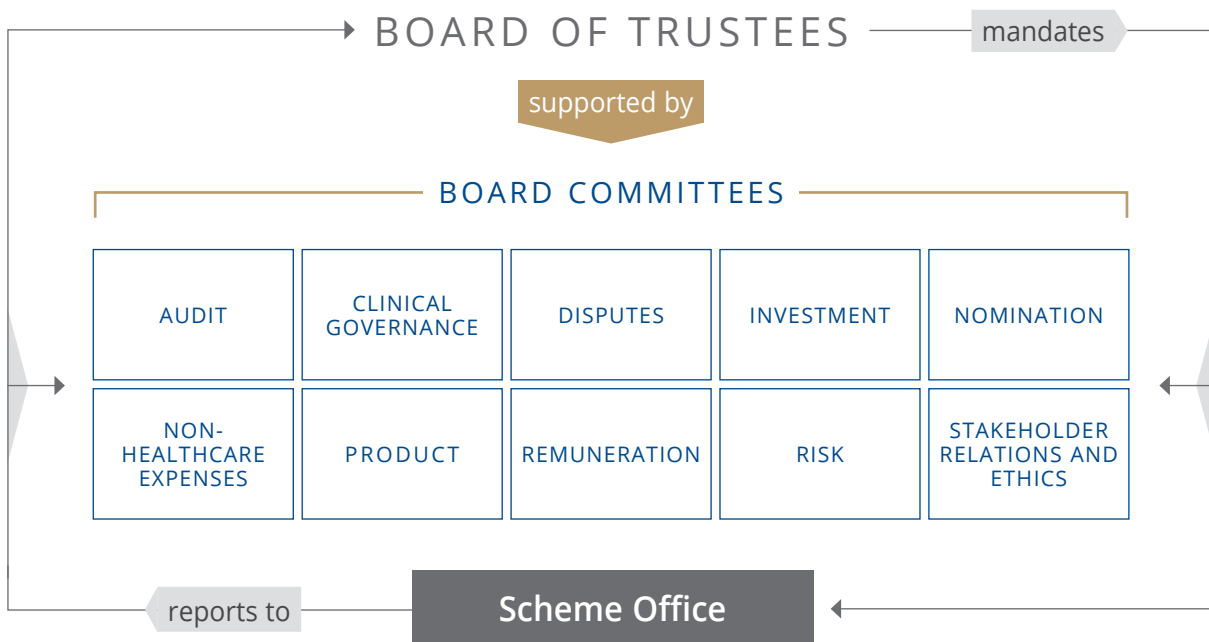 BOARD OF TRUSTEES
mandates
supported by
BOARD COMMITTEES
AUDIT
CLINICAL
GOVERNANCE
DISPUTES
INVESTMENT
NOMINATION
NON-
HEALTHCARE
EXPENSES
PRODUCT
REMUNERATION
RISK
STAKEHOLDER
RELATIONS AND
ETHICS
reports to
Scheme Office